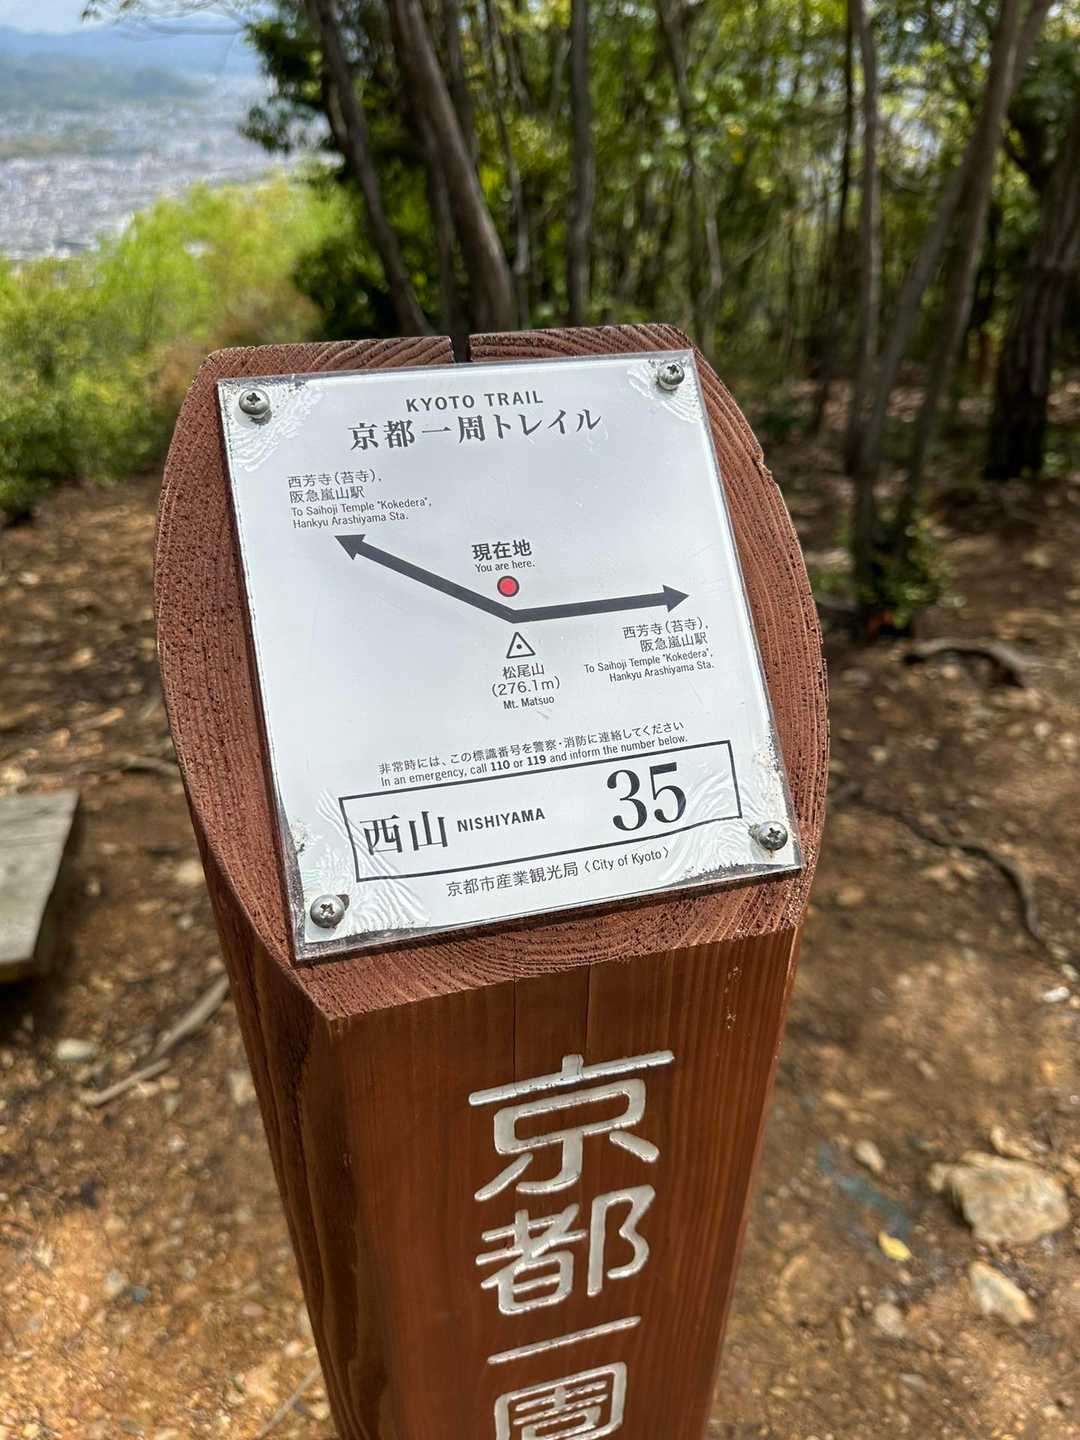 KYOTO TRAIL
京都一周トレイル
西芳寺（苔寺）,
阪急嵐山駅
To Saihoji Temple "Kokedera",
Hankyu Arashiyama Sta.
現在地
You are here.
西芳寺（苔寺）,
阪急嵐山駅
To Saihoji Temple "Kokedera",
Hankyu Arashiyama Sta.
松尾山
(276.1m)
Mt. Matsuo
非常時には、この標識番号を警察・消防に連絡してください
In an emergency, call 110 or 119 and inform the number below.
西山 NISHIYAMA 35
京都市産業観光局〈City of Kyoto〉
京都一周